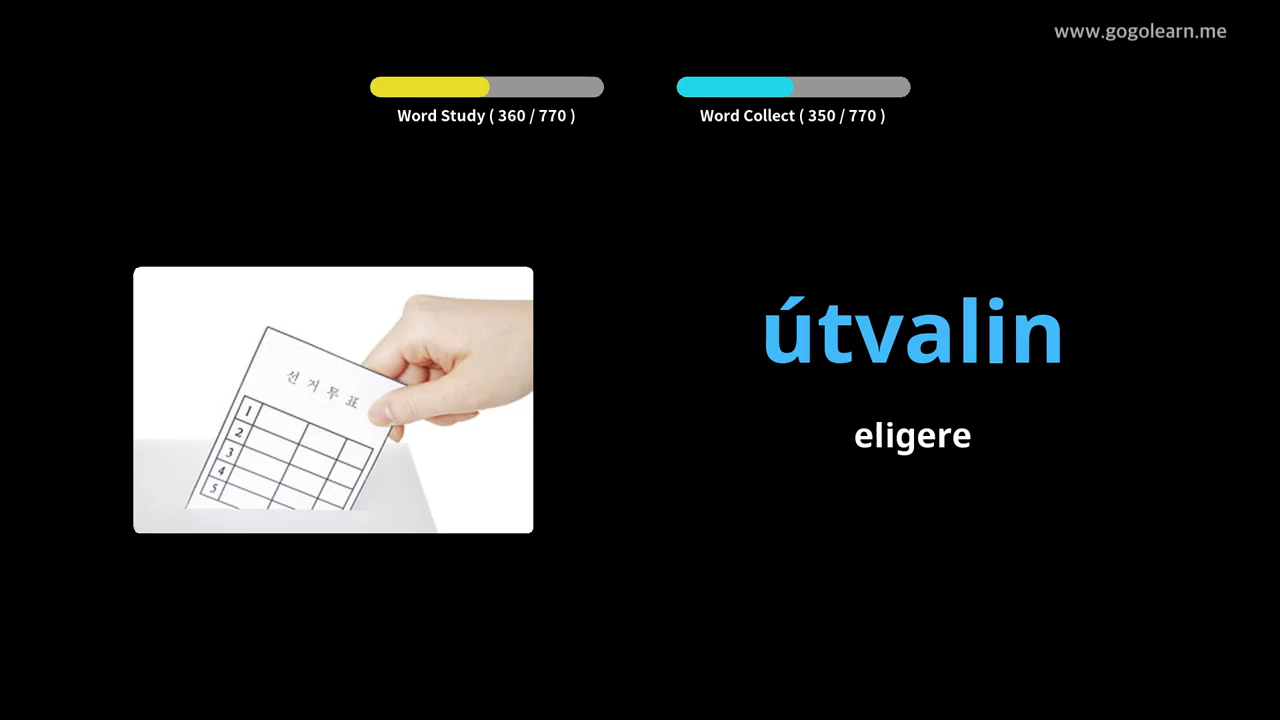 www.gogolearn.me
Word Study ( 360 / 770 )
Word Collect ( 350 / 770 )
선거투표
1
2
3
4
5
útvalin
eligere